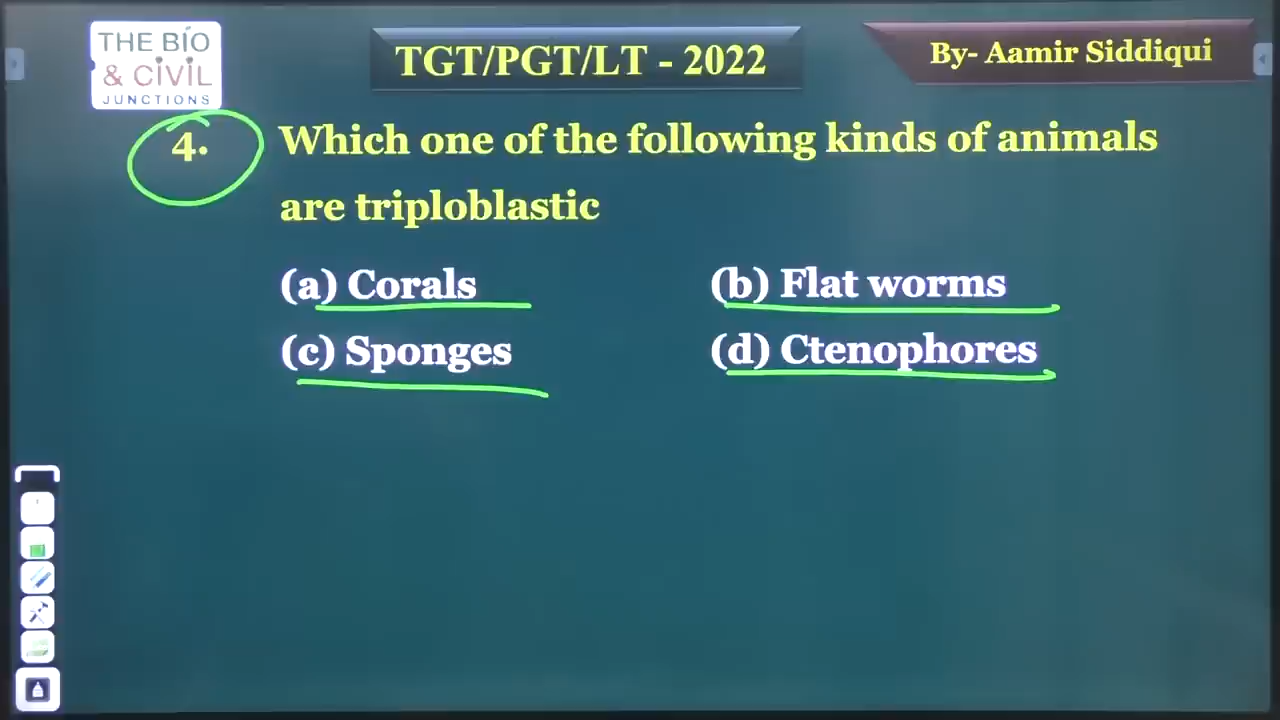 THE BIO
& CIVIL
JUNCTIONS
TGT/PGT/LT - 2022
By- Aamir Siddiqui
4. Which one of the following kinds of animals
are triploblastic
(a) Corals (b) Flat worms
(c) Sponges (d) Ctenophores